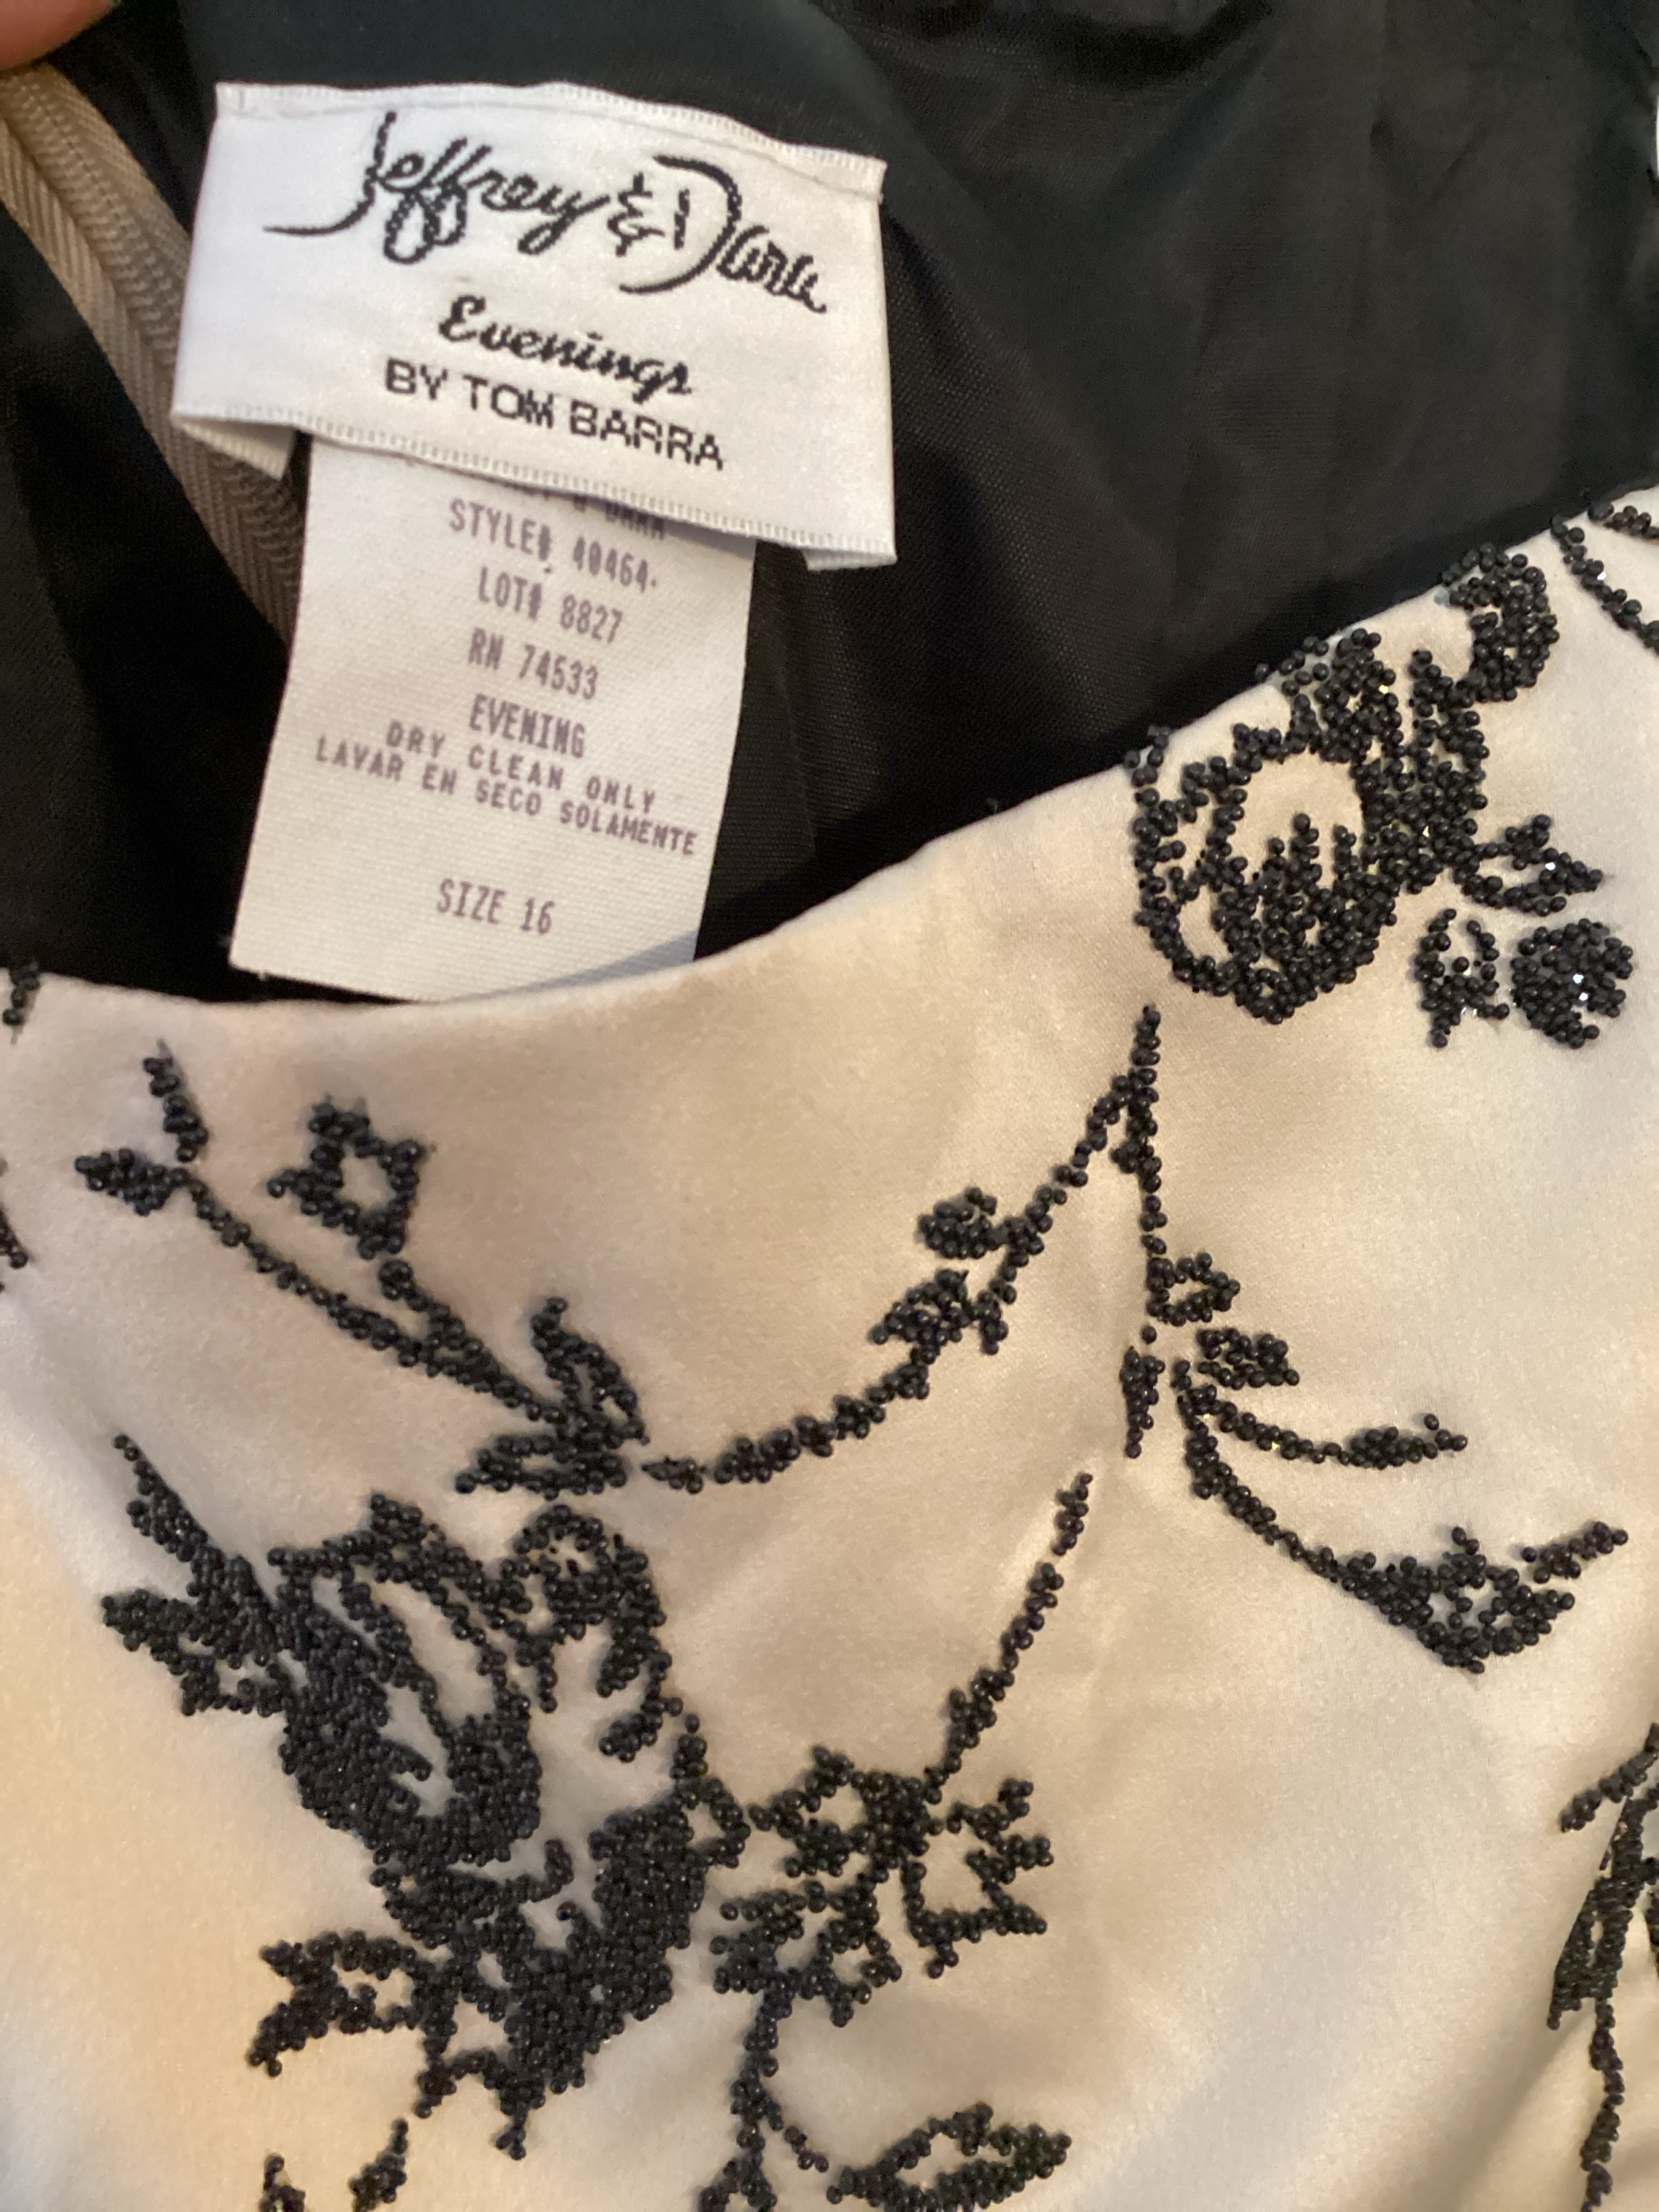 Jeffrey & Dara
Evenings
BY TOM BARRA
& DARA
STYLE# 40464
LOT# 8827
RN 74533
EVENING
DRY CLEAN ONLY
LAVAR EN SECO SOLAMENTE
SIZE 16